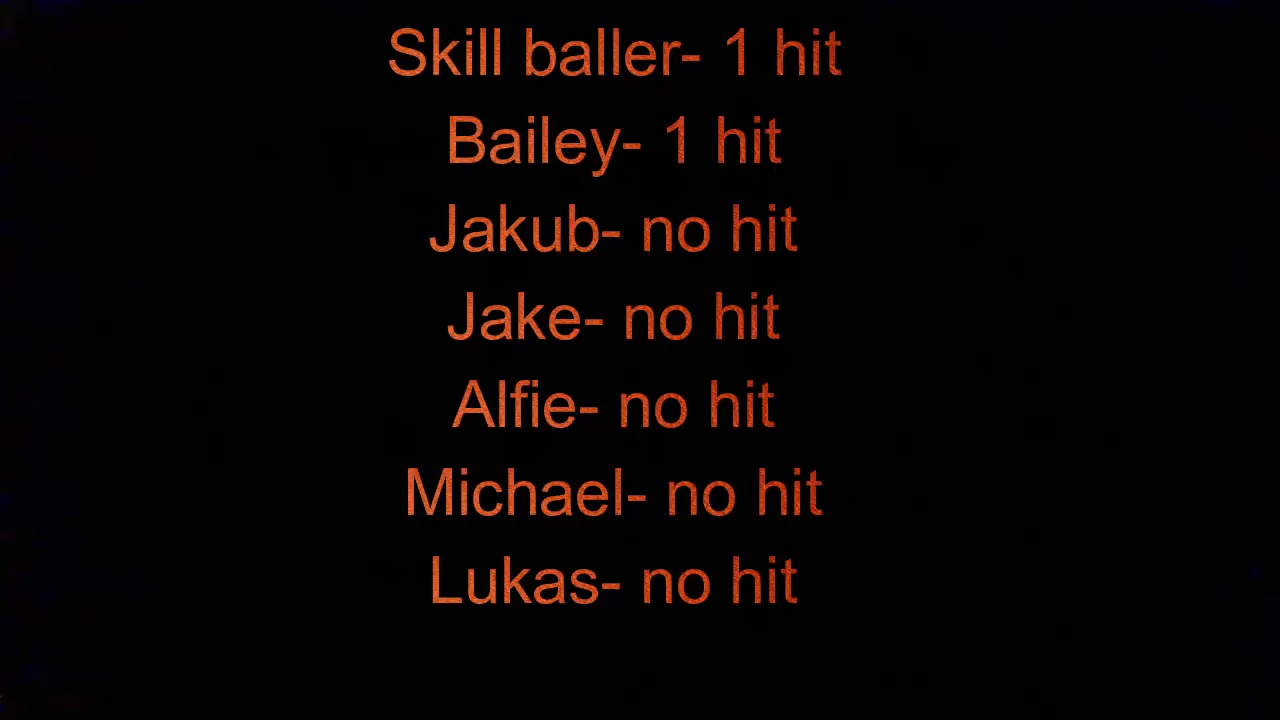 Skill baller- 1 hit
Bailey- 1 hit
Jakub- no hit
Jake- no hit
Alfie- no hit
Michael- no hit
Lukas- no hit